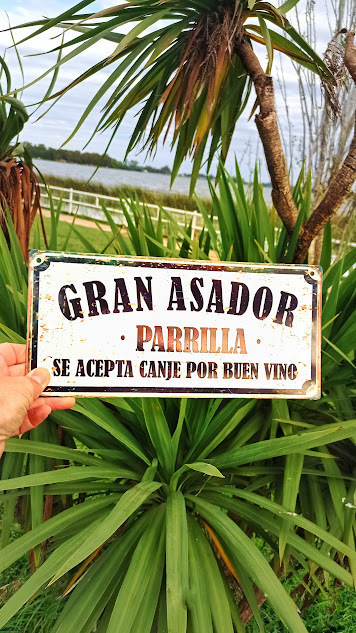 GRAN ASADOR
· PARRILLA ·
SE ACEPTA CANJE POR BUEN VINO